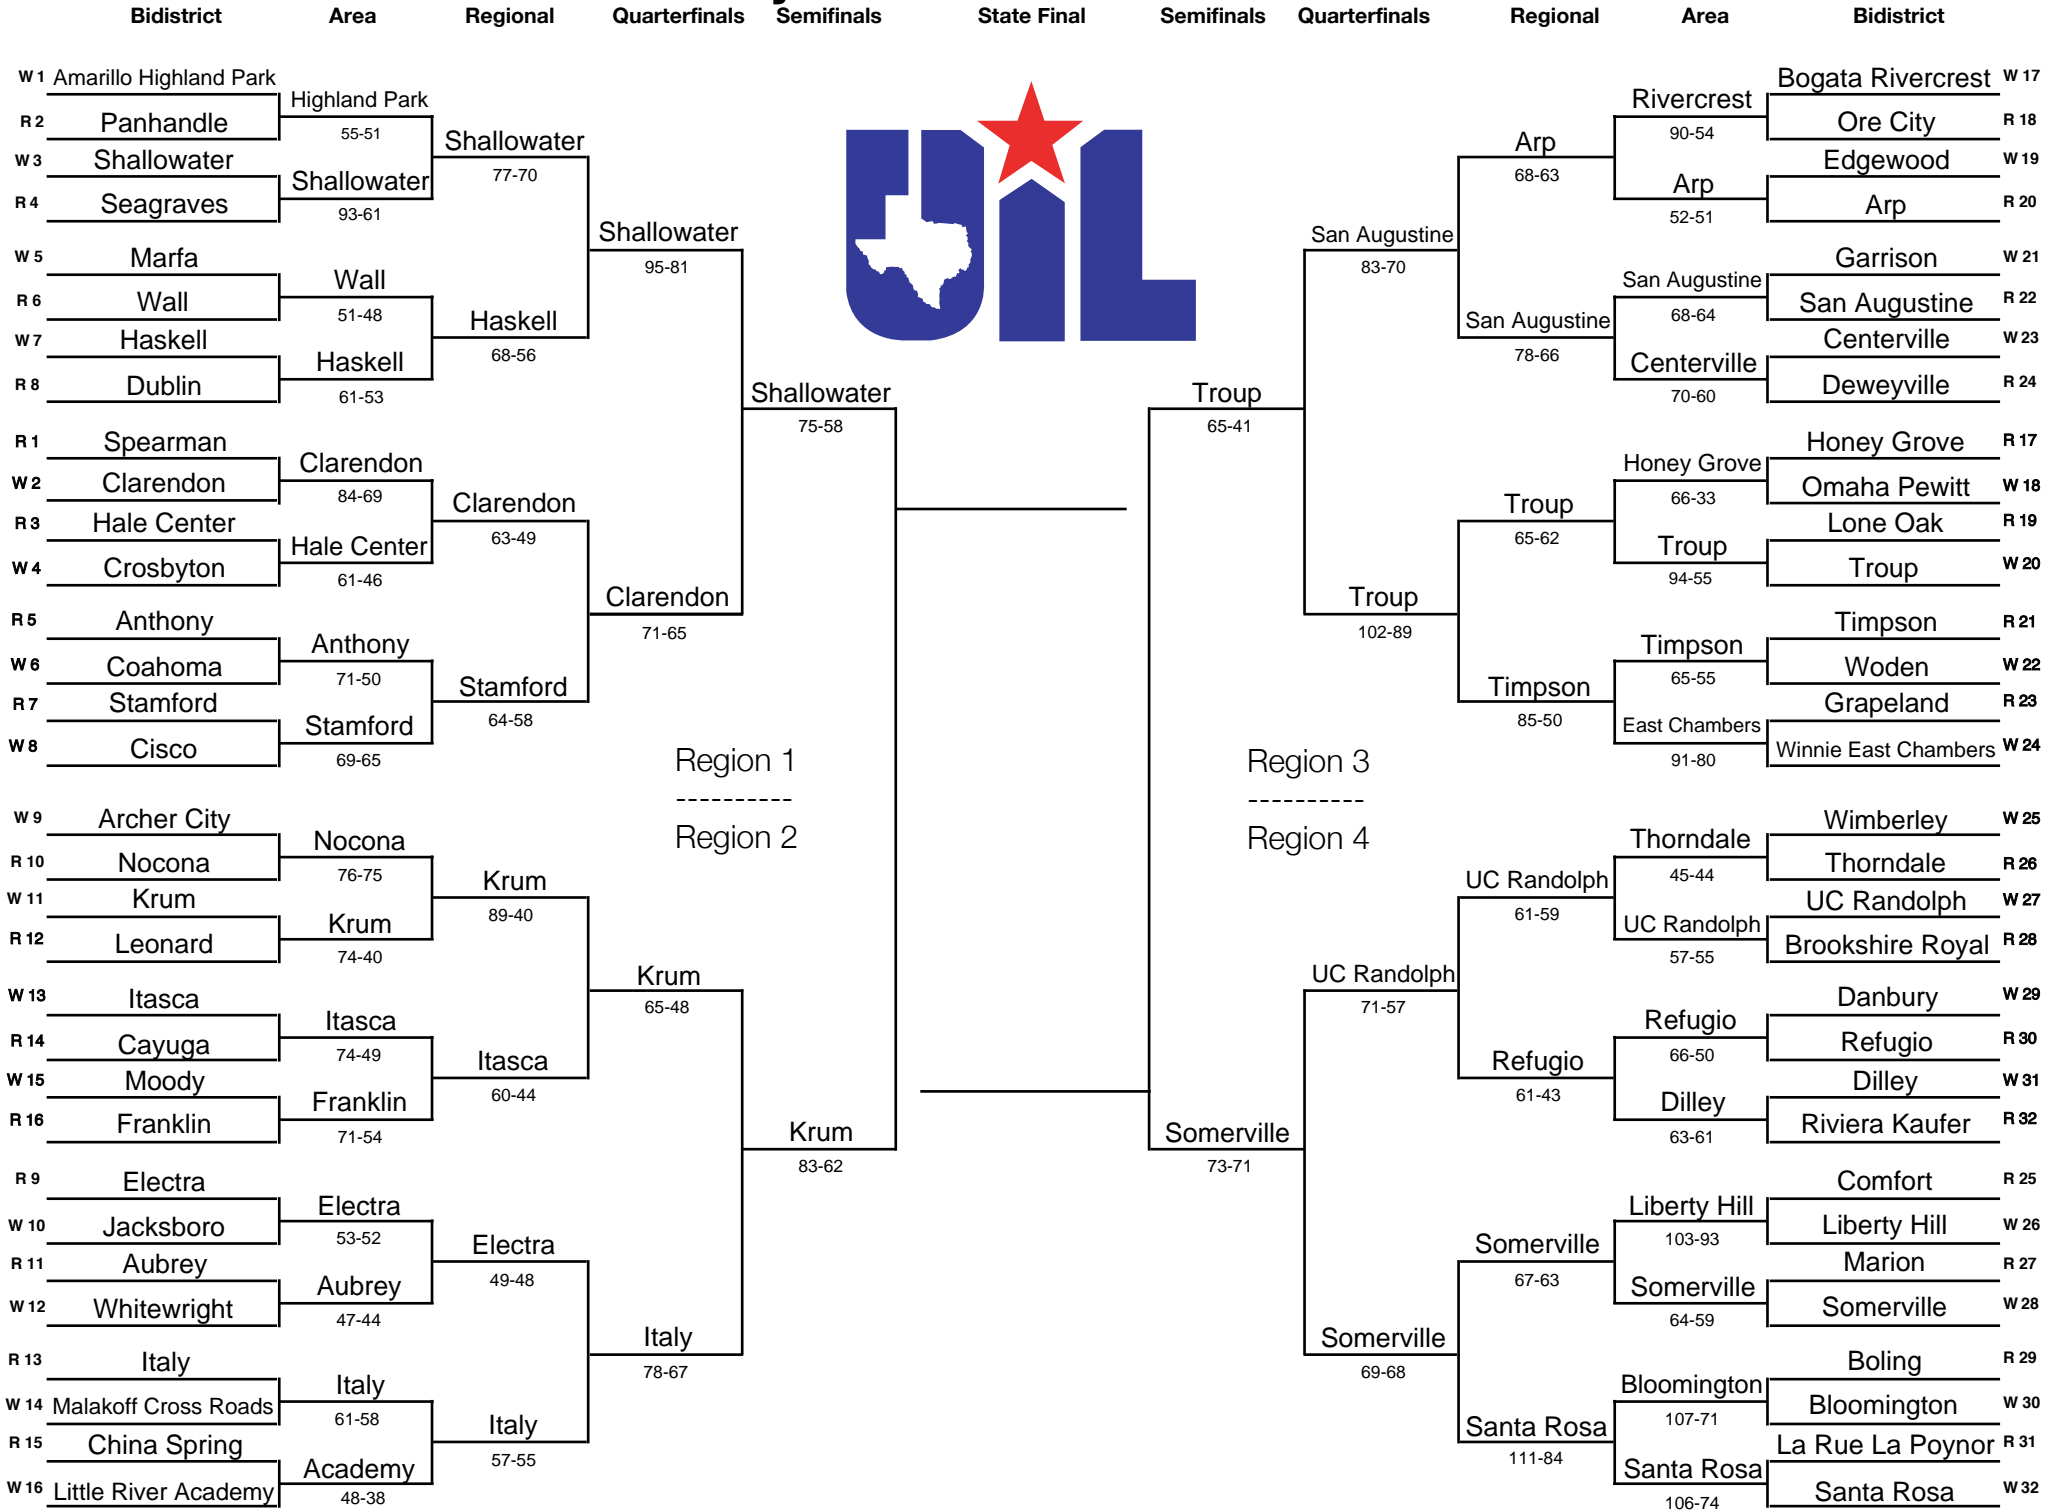 Bidistrict Area Regional Quarterfinals Semifinals State Final Semifinals Quarterfinals Regional Area Bidistrict
W 1 Amarillo Highland Park
Highland Park
55-51
R 2 Panhandle
Shallowater
77-70
W 3 Shallowater
Shallowater
93-61
R 4 Seagraves
Shallowater
95-81
W 5 Marfa
Wall
51-48
R 6 Wall
Haskell
68-56
W 7 Haskell
Haskell
61-53
R 8 Dublin
Shallowater
75-58
R 1 Spearman
Clarendon
84-69
W 2 Clarendon
Clarendon
63-49
R 3 Hale Center
Hale Center
61-46
W 4 Crosbyton
Clarendon
71-65
R 5 Anthony
Anthony
71-50
W 6 Coahoma
Stamford
64-58
R 7 Stamford
Stamford
69-65
W 8 Cisco
Region 1
----------
Region 2
W 9 Archer City
Nocona
76-75
R 10 Nocona
Krum
89-40
W 11 Krum
Krum
74-40
R 12 Leonard
Krum
65-48
W 13 Itasca
Itasca
74-49
R 14 Cayuga
Itasca
60-44
W 15 Moody
Franklin
71-54
R 16 Franklin
Krum
83-62
R 9 Electra
Electra
53-52
W 10 Jacksboro
Electra
49-48
R 11 Aubrey
Aubrey
47-44
W 12 Whitewright
Italy
78-67
R 13 Italy
Italy
61-58
W 14 Malakoff Cross Roads
Italy
57-55
R 15 China Spring
Academy
48-38
W 16 Little River Academy
UIL
Bogata Rivercrest W 17
Rivercrest
90-54
Ore City R 18
Arp
68-63
Edgewood W 19
Arp
52-51
Arp R 20
San Augustine
83-70
Garrison W 21
San Augustine
68-64
San Augustine R 22
San Augustine
78-66
Centerville W 23
Centerville
70-60
Deweyville R 24
Troup
65-41
Honey Grove R 17
Honey Grove
66-33
Omaha Pewitt W 18
Troup
65-62
Lone Oak R 19
Troup
94-55
Troup W 20
Troup
102-89
Timpson R 21
Timpson
65-55
Woden W 22
Timpson
85-50
Grapeland R 23
East Chambers
91-80
Winnie East Chambers W 24
Region 3
----------
Region 4
Wimberley W 25
Thorndale
45-44
Thorndale R 26
UC Randolph
61-59
UC Randolph W 27
UC Randolph
57-55
Brookshire Royal R 28
UC Randolph
71-57
Danbury W 29
Refugio
66-50
Refugio R 30
Refugio
61-43
Dilley W 31
Dilley
63-61
Riviera Kaufer R 32
Somerville
73-71
Comfort R 25
Liberty Hill
103-93
Liberty Hill W 26
Somerville
67-63
Marion R 27
Somerville
64-59
Somerville W 28
Somerville
69-68
Boling R 29
Bloomington
107-71
Bloomington W 30
Santa Rosa
111-84
La Rue La Poynor R 31
Santa Rosa
106-74
Santa Rosa W 32